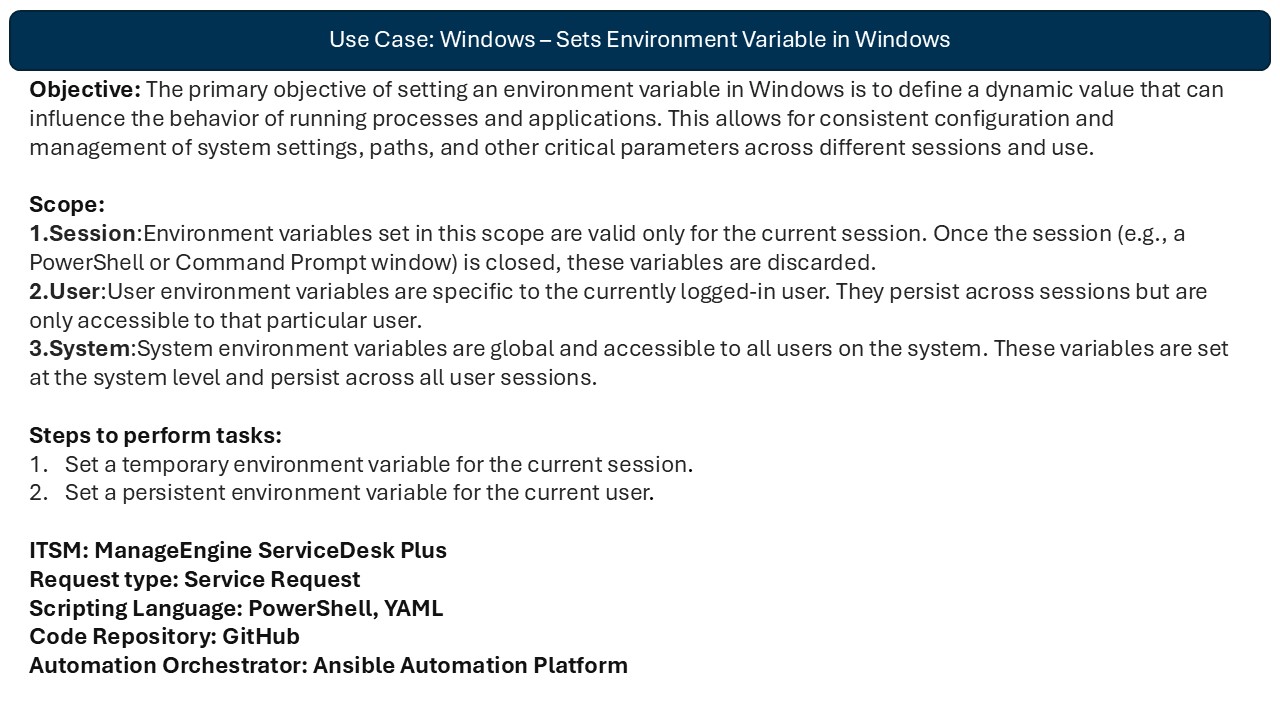 Use Case: Windows – Sets Environment Variable in Windows
Objective: The primary objective of setting an environment variable in Windows is to define a dynamic value that can
influence the behavior of running processes and applications. This allows for consistent configuration and
management of system settings, paths, and other critical parameters across different sessions and use.
Scope:
1.Session:Environment variables set in this scope are valid only for the current session. Once the session (e.g., a
PowerShell or Command Prompt window) is closed, these variables are discarded.
2.User:User environment variables are specific to the currently logged-in user. They persist across sessions but are
only accessible to that particular user.
3.System:System environment variables are global and accessible to all users on the system. These variables are set
at the system level and persist across all user sessions.
Steps to perform tasks:
1. Set a temporary environment variable for the current session.
2. Set a persistent environment variable for the current user.
ITSM: ManageEngine ServiceDesk Plus
Request type: Service Request
Scripting Language: PowerShell, YAML
Code Repository: GitHub
Automation Orchestrator: Ansible Automation Platform